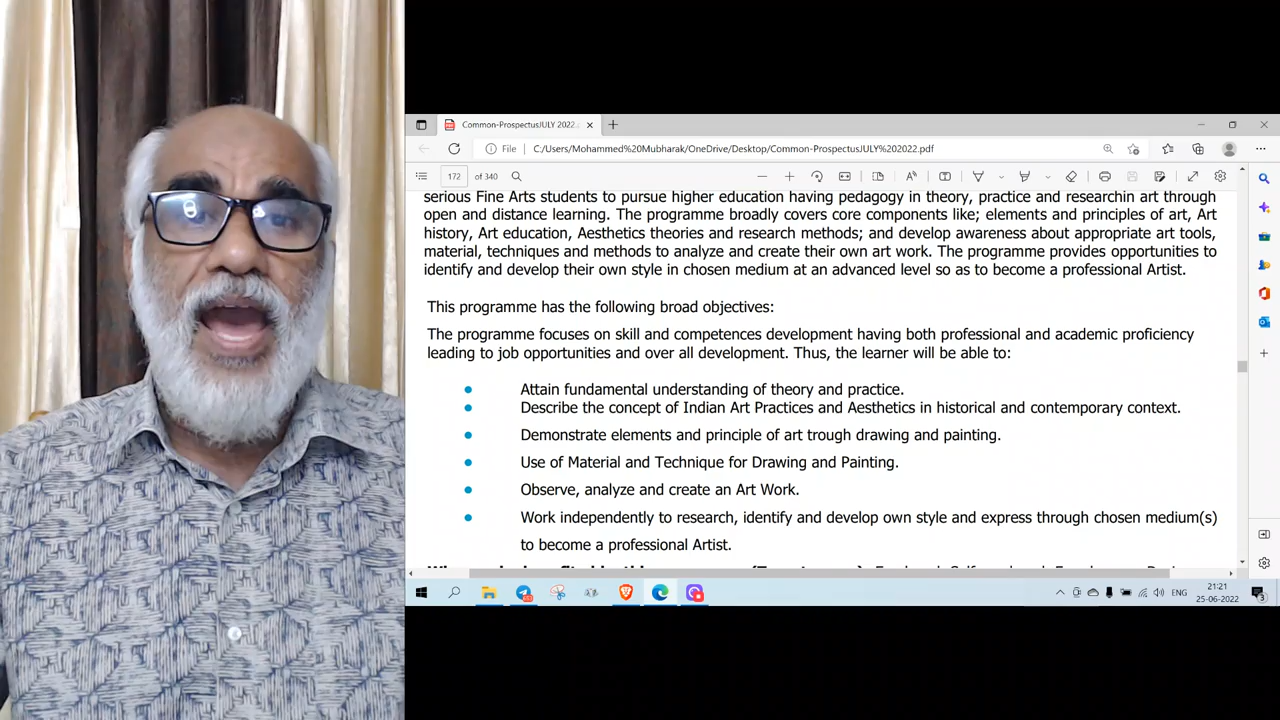 Common-ProspectusJULY 2022.
File C:/Users/Mohammed%20Mubharak/OneDrive/Desktop/Common-ProspectusJULY%202022.pdf
172 of 340
serious Fine Arts students to pursue higher education having pedagogy in theory, practice and researchin art through
open and distance learning. The programme broadly covers core components like; elements and principles of art, Art
history, Art education, Aesthetics theories and research methods; and develop awareness about appropriate art tools,
material, techniques and methods to analyze and create their own art work. The programme provides opportunities to
identify and develop their own style in chosen medium at an advanced level so as to become a professional Artist.
This programme has the following broad objectives:
The programme focuses on skill and competences development having both professional and academic proficiency
leading to job opportunities and over all development. Thus, the learner will be able to:
Attain fundamental understanding of theory and practice.
Describe the concept of Indian Art Practices and Aesthetics in historical and contemporary context.
Demonstrate elements and principle of art trough drawing and painting.
Use of Material and Technique for Drawing and Painting.
Observe, analyze and create an Art Work.
Work independently to research, identify and develop own style and express through chosen medium(s)
to become a professional Artist.
ENG
21:21
25-06-2022